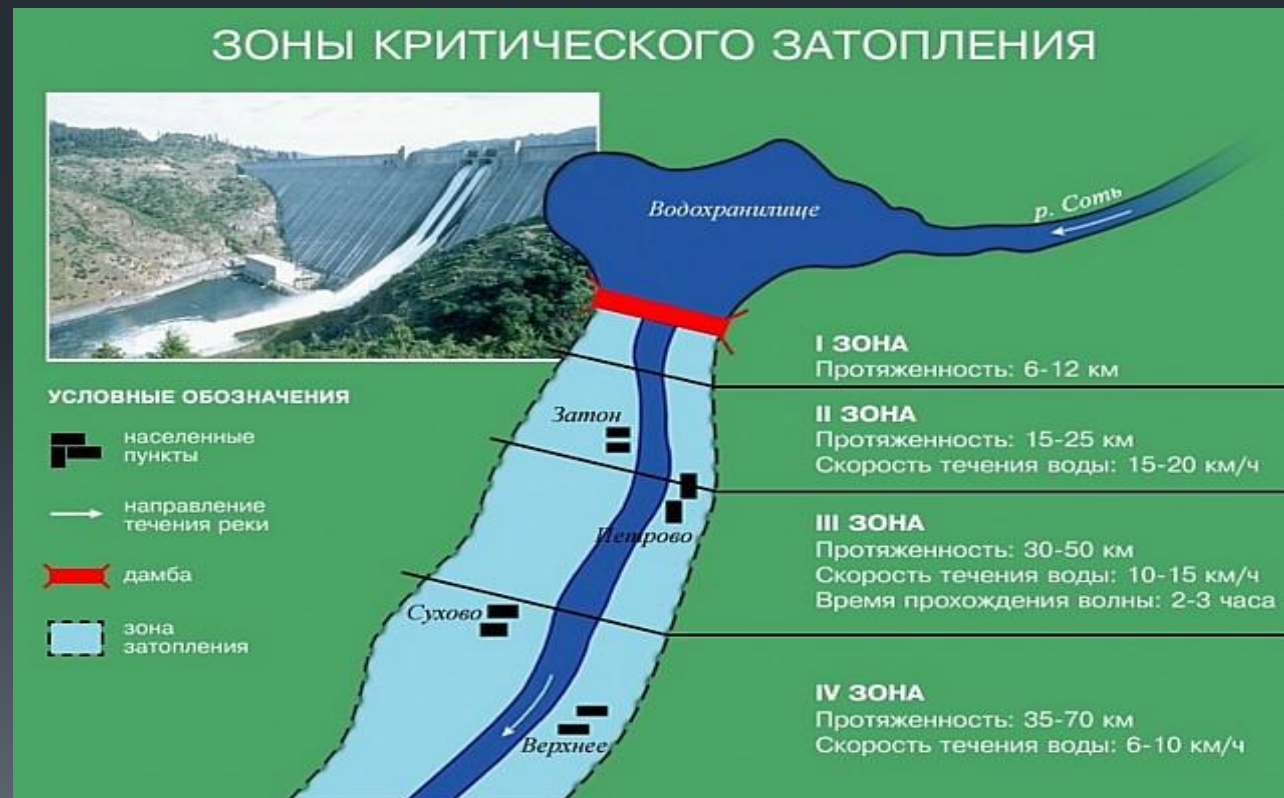 ЗОНЫ КРИТИЧЕСКОГО ЗАТОПЛЕНИЯ
Водохранилище
р. Соть
I ЗОНА
Протяженность: 6-12 км
УСЛОВНЫЕ ОБОЗНАЧЕНИЯ
населенные
пункты
направление
течения реки
дамба
зона
затопления
Затон
Петрово
Сухово
Верхнее
II ЗОНА
Протяженность: 15-25 км
Скорость течения воды: 15-20 км/ч
III ЗОНА
Протяженность: 30-50 км
Скорость течения воды: 10-15 км/ч
Время прохождения волны: 2-3 часа
IV ЗОНА
Протяженность: 35-70 км
Скорость течения воды: 6-10 км/ч